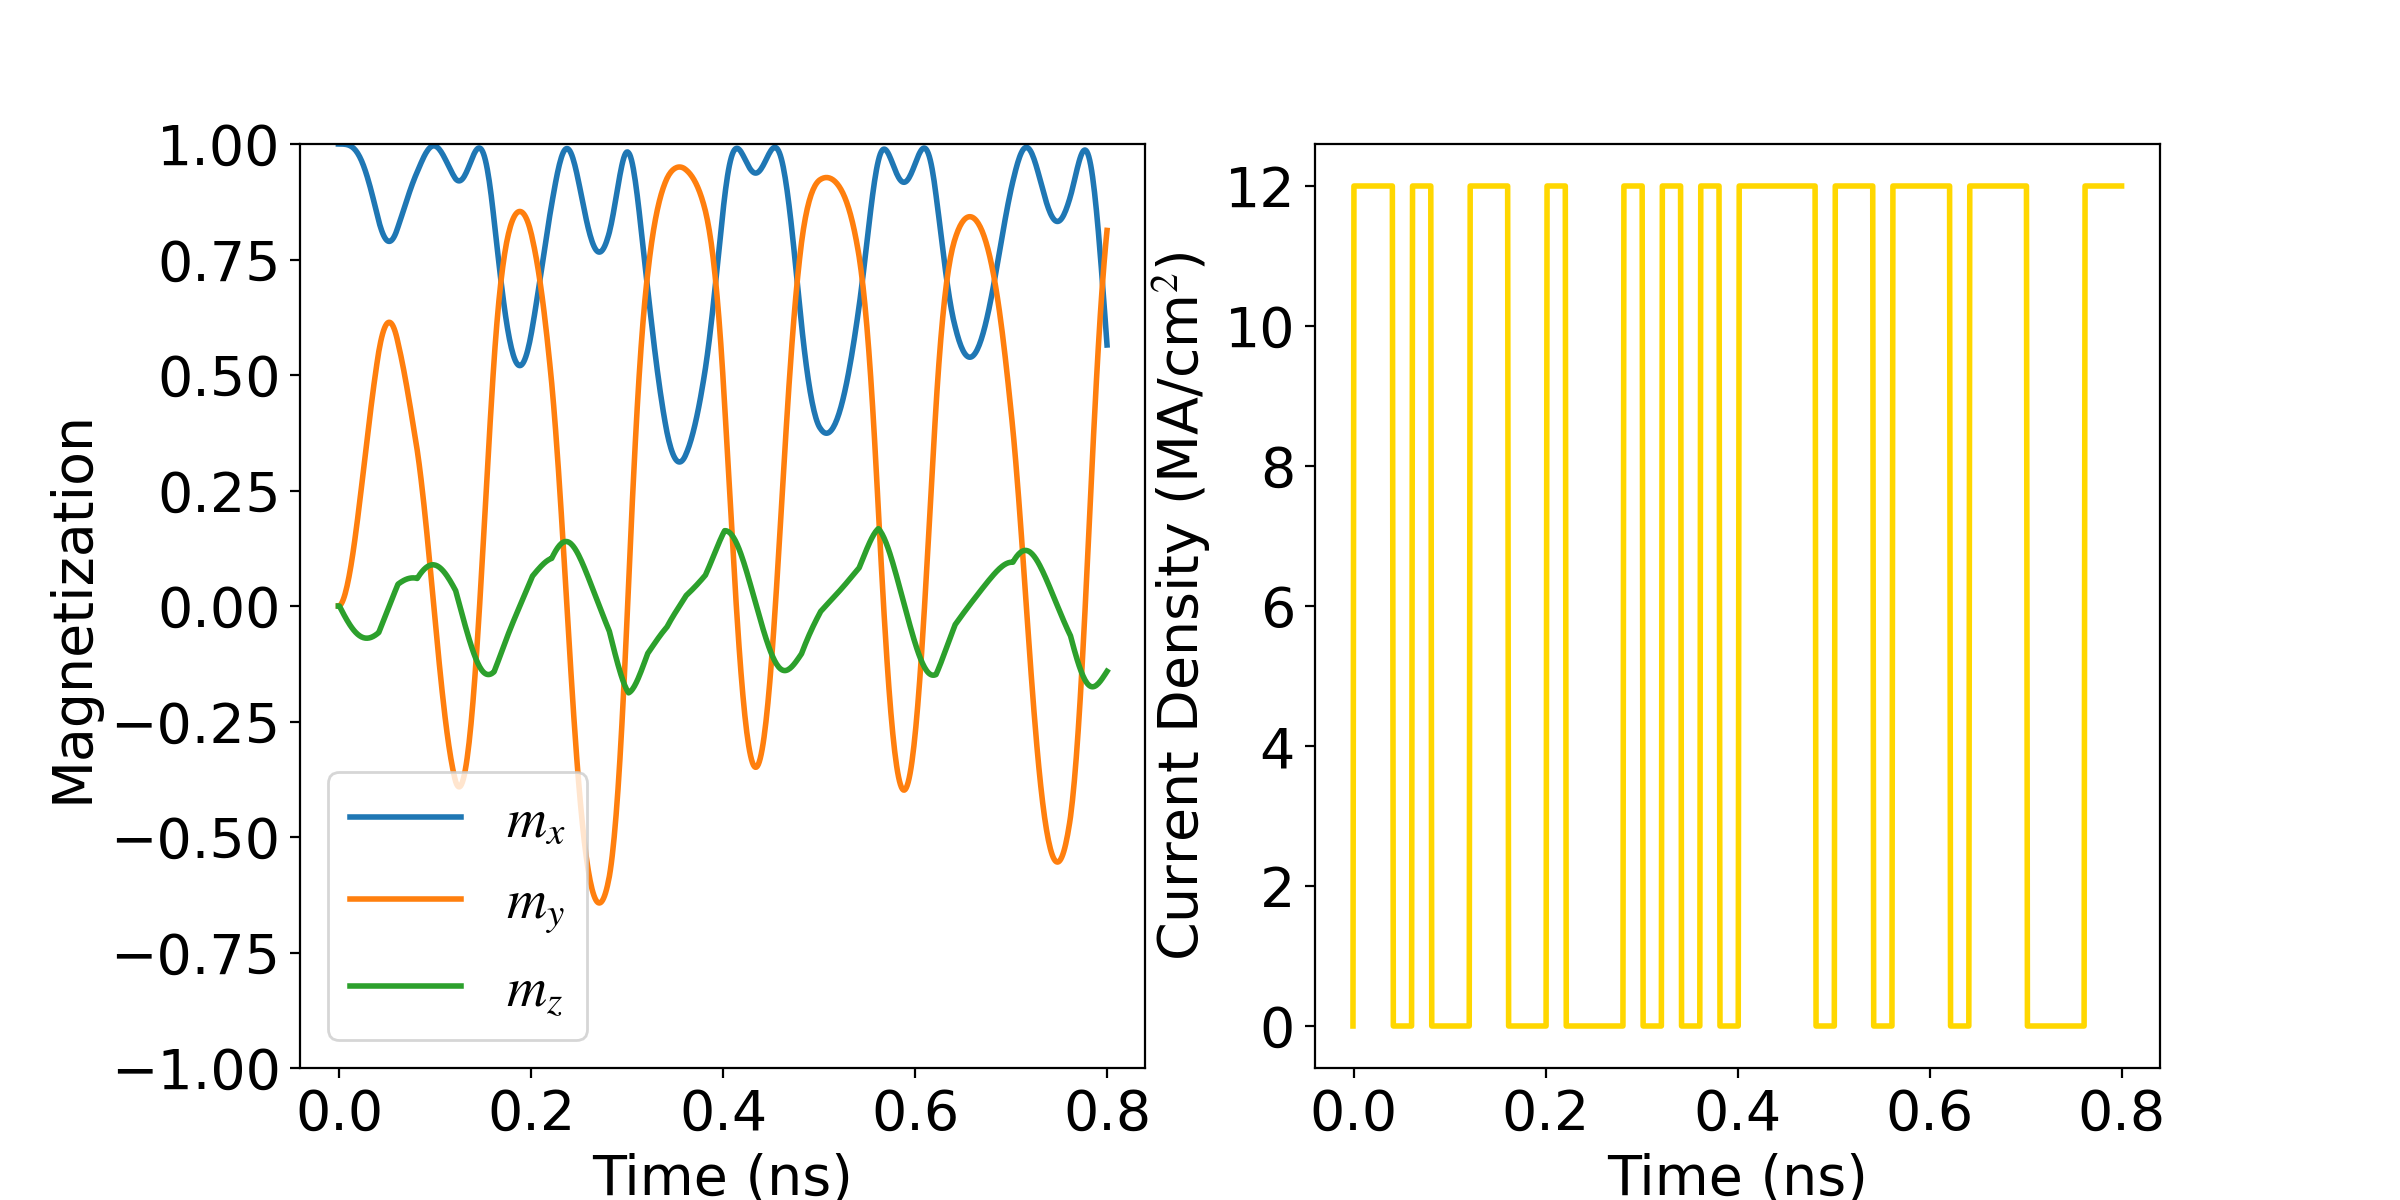 Magnetization
1.00
0.75
0.50
0.25
0.00
−0.25
−0.50
−0.75
−1.00
m_x
m_y
m_z
0.0 0.2 0.4 0.6 0.8
Time (ns)
Current Density (MA/cm²)
12
10
8
6
4
2
0
0.0 0.2 0.4 0.6 0.8
Time (ns)